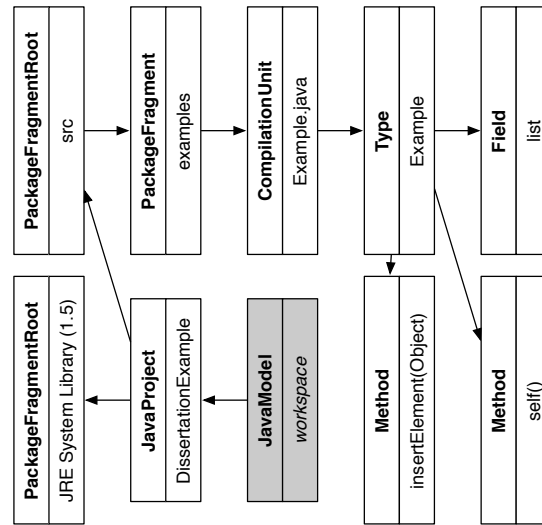 PackageFragmentRoot
JRE System Library (1.5)
PackageFragmentRoot
src
JavaProject
DissertationExample
PackageFragment
examples
JavaModel
workspace
CompilationUnit
Example.java
Method
insertElement(Object)
Type
Example
Method
self()
Field
list